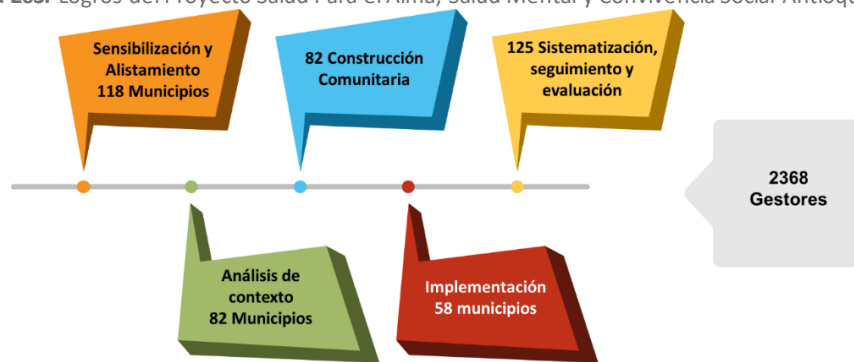 Logros del Proyecto Salud Para el Alma, Salud Mental y Convivencia Social
Sensibilización y
Alistamiento
118 Municipios
82 Construcción
Comunitaria
125 Sistematización,
seguimiento y
evaluación
2368
Gestores
Análisis de
contexto
82 Municipios
Implementación
58 municipios